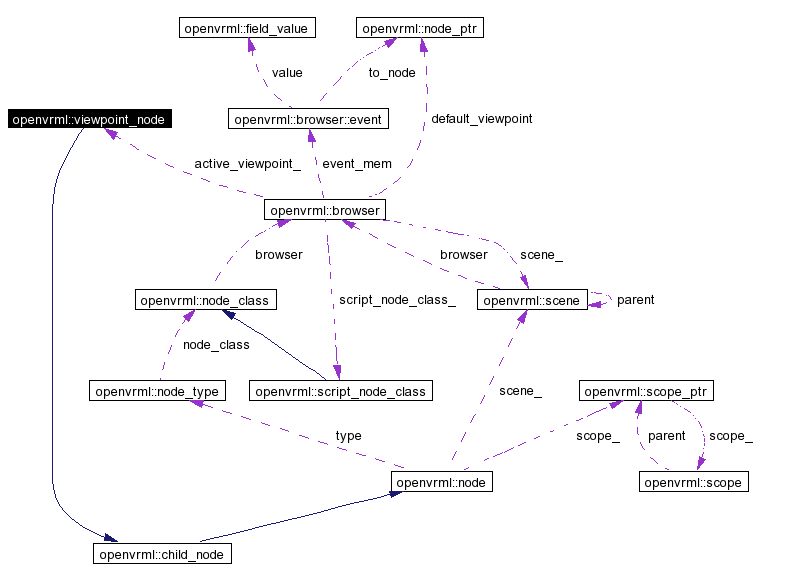 openvrml::field_value
openvrml::node_ptr
value
to_node
openvrml::viewpoint_node
openvrml::browser::event
default_viewpoint
active_viewpoint_
event_mem
openvrml::browser
browser
browser
scene_
openvrml::node_class
script_node_class_
openvrml::scene
parent
node_class
openvrml::node_type
openvrml::script_node_class
scene_
openvrml::scope_ptr
type
scope_
parent
scope_
openvrml::node
openvrml::scope
openvrml::child_node